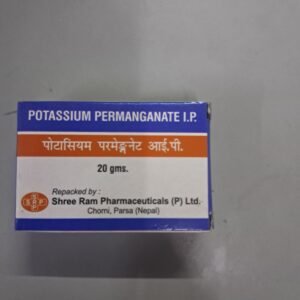 POTASSIUM PERMANGANATE I.P.
पोटासियम परमेङ्गनेट आई.पी.
20 gms.
Repacked by :
Shree Ram Pharmaceuticals (P) Ltd.
Chorni, Parsa (Nepal)